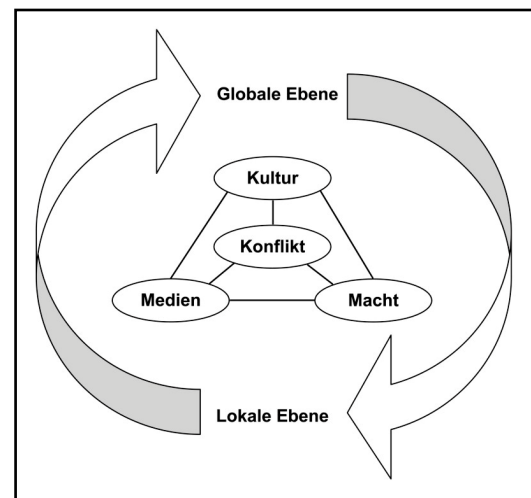 Globale Ebene
Kultur
Konflikt
Medien
Macht
Lokale Ebene